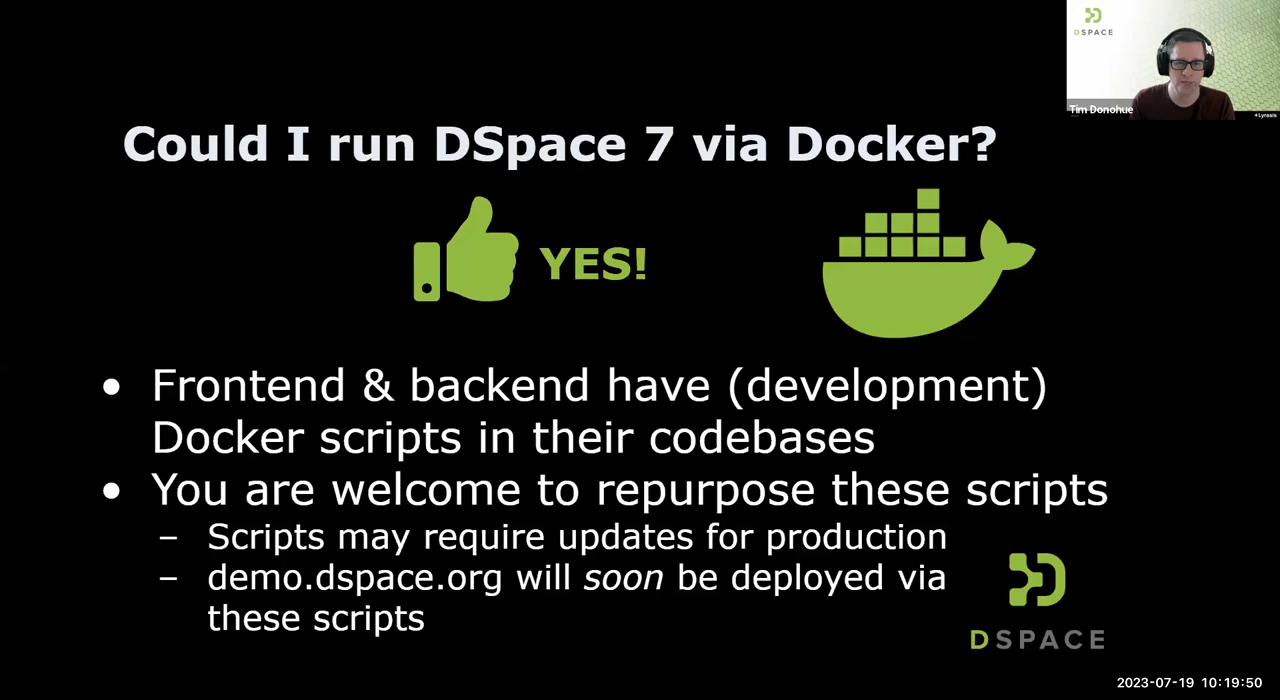 DSPACE
Tim Donohue
Lyrasis
Could I run DSpace 7 via Docker?
YES!
• Frontend & backend have (development)
Docker scripts in their codebases
• You are welcome to repurpose these scripts
– Scripts may require updates for production
– demo.dspace.org will soon be deployed via
these scripts
DSPACE
2023-07-19 10:19:50